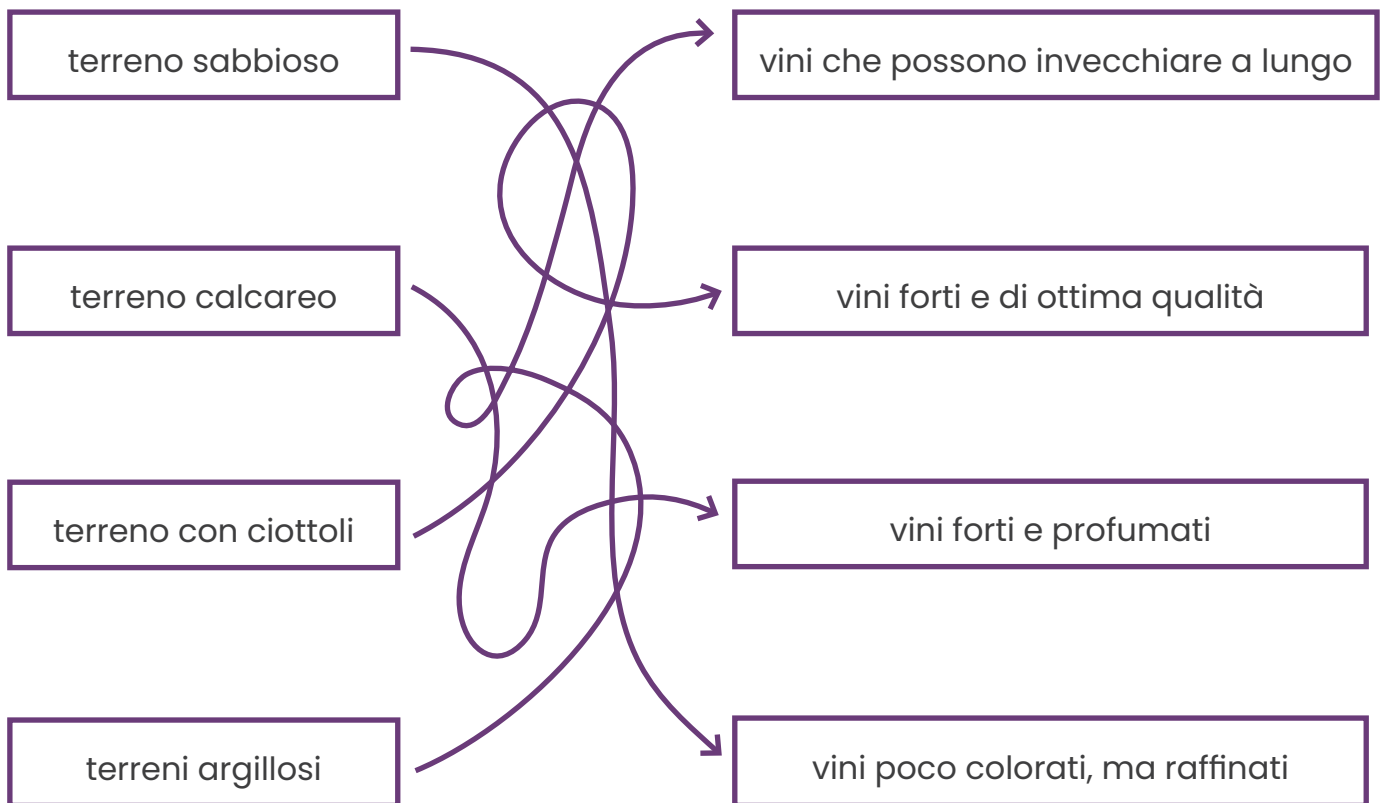 terreno sabbioso
vini che possono invecchiare a lungo
terreno calcareo
vini forti e di ottima qualità
terreno con ciottoli
vini forti e profumati
terreni argillosi
vini poco colorati, ma raffinati